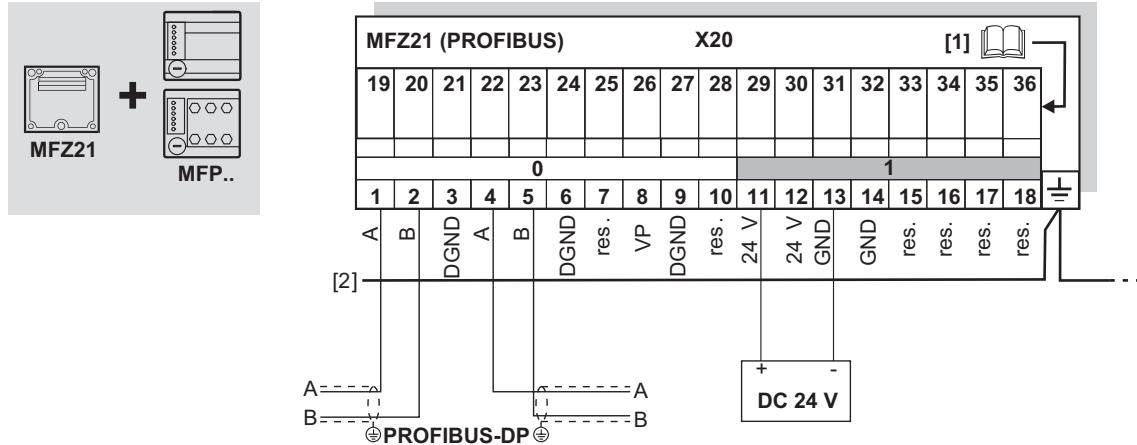 MFZ21
+
MFP..
MFZ21 (PROFIBUS) X20 [1]
19 20 21 22 23 24 25 26 27 28 29 30 31 32 33 34 35 36
0 1
1 2 3 4 5 6 7 8 9 10 11 12 13 14 15 16 17 18
A B DGND A B DGND res. VP DGND res. 24 V 24 V GND GND res. res. res. res.
[2]
+ -
DC 24 V
A A
B B
PROFIBUS-DP